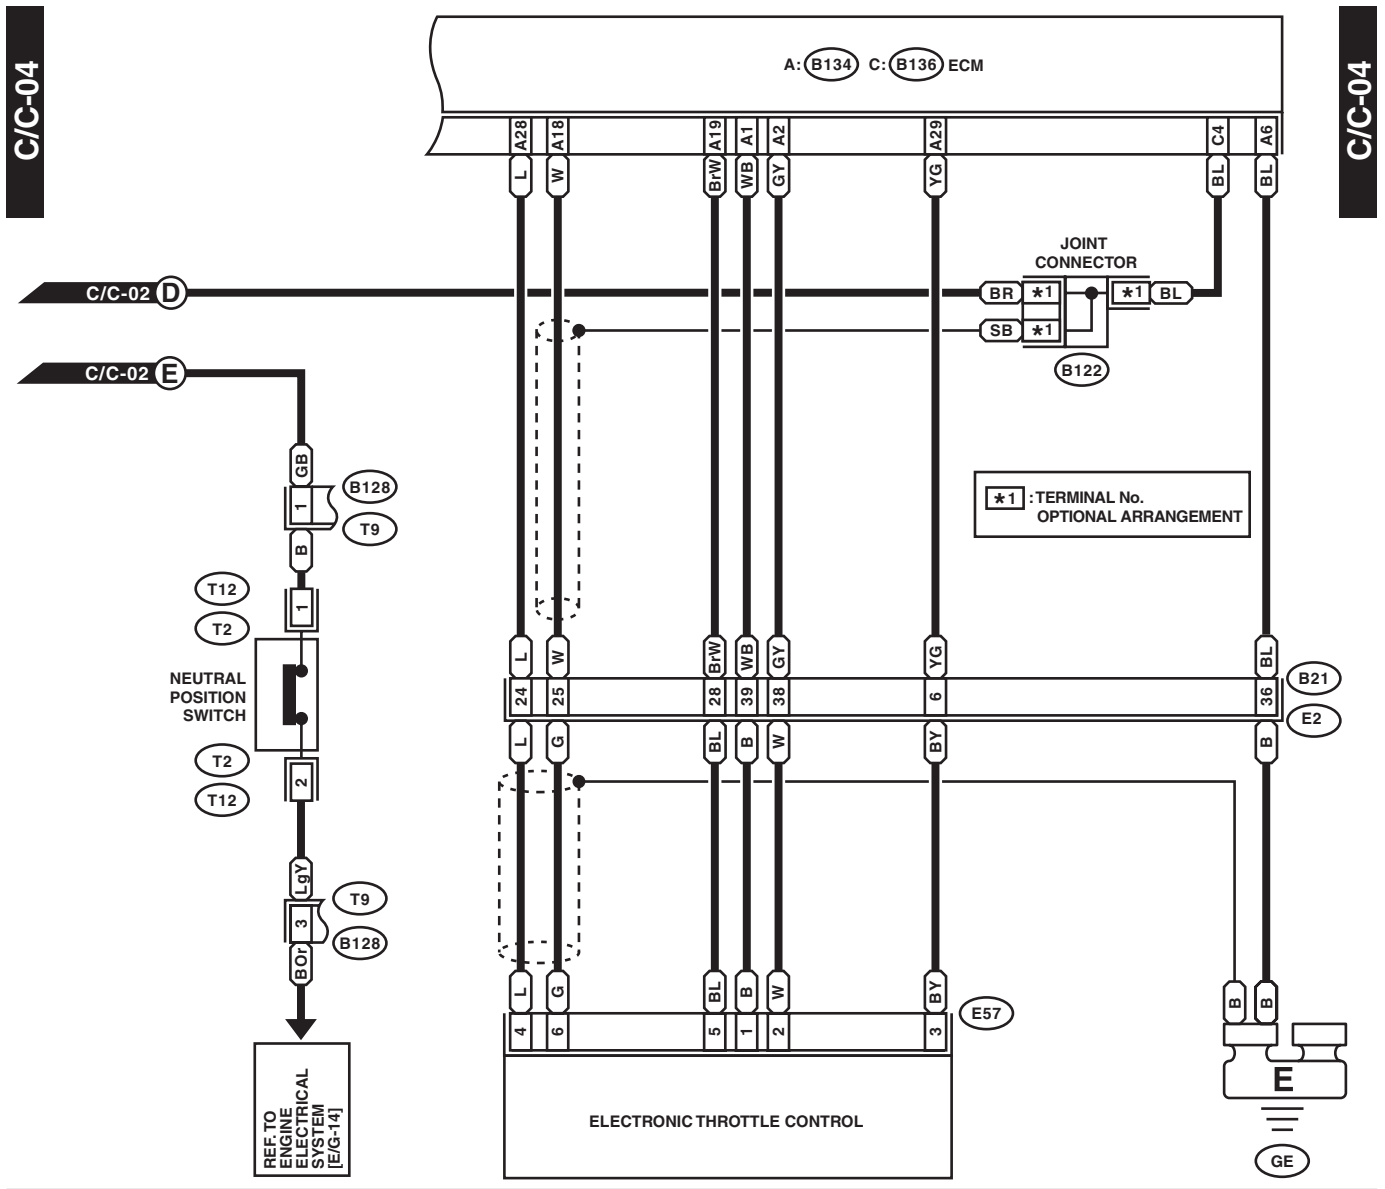 C/C-04
C/C-04
A: B134 C: B136 ECM
A28 A18 A19 A1 A2 A29 C4 A6
L W BrW WB GY YG BL BL
JOINT
CONNECTOR
C/C-02 D
BR *1 *1 BL
SB *1
B122
C/C-02 E
GB
1
B128
T9
B
*1 : TERMINAL No.
OPTIONAL ARRANGEMENT
T12
1
T2
L W BrW WB GY YG BL
NEUTRAL
POSITION
SWITCH
24 25 28 39 38 6 36
B21
E2
L G BL B W BY B
T2
2
T12
LgY
T9
3
B128
BOr
L G BL B W BY
B B
E57
4 6 5 1 2 3
REF. TO
ENGINE
ELECTRICAL
SYSTEM
[E/G-14]
ELECTRONIC THROTTLE CONTROL
E
GE